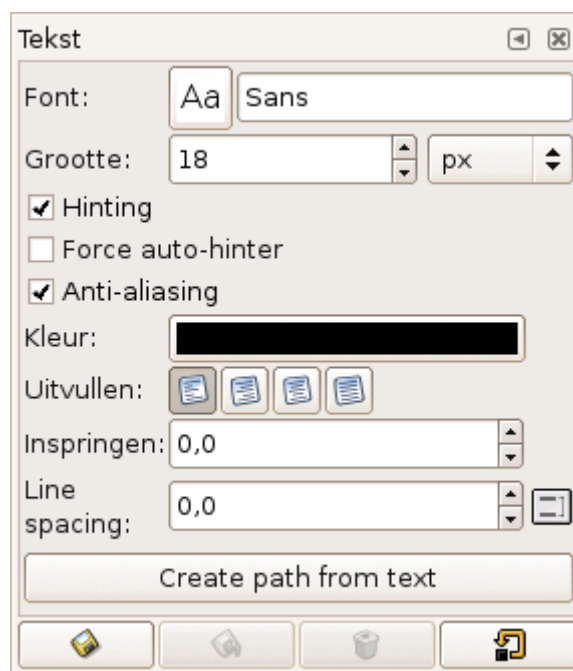 Tekst
Font: Aa Sans
Grootte: 18 px
Hinting
Force auto-hinter
Anti-aliasing
Kleur:
Uitvullen:
Inspringen: 0,0
Line
spacing: 0,0
Create path from text